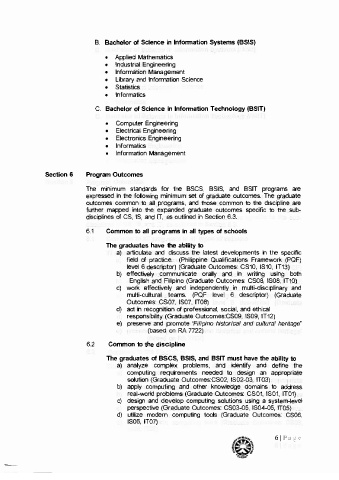 B. Bachelor of Science in Information Systems (BSIS)
• Applied Mathematics
• Industrial Engineering
• Information Management
• Library and Information Science
• Statistics
• Informatics
C. Bachelor of Science in Information Technology (BSIT)
• Computer Engineering
• Electrical Engineering
• Electronics Engineering
• Informatics
• Information Management
Section 6 Program Outcomes
The minimum standards for the BSCS, BSIS, and BSIT programs are
expressed in the following minimum set of graduate outcomes. The graduate
outcomes common to all programs, and those common to the discipline are
further mapped into the expanded graduate outcomes specific to the sub-
disciplines of CS, IS, and IT, as outlined in Section 6.3.
6.1 Common to all programs in all types of schools
The graduates have the ability to
a) articulate and discuss the latest developments in the specific
field of practice. (Philippine Qualifications Framework (PQF)
level 6 descriptor) (Graduate Outcomes: CS10, IS10, IT13)
b) effectively communicate orally and in writing using both
English and Filipino (Graduate Outcomes: CS08, IS08, IT10)
c) work effectively and independently in multi-disciplinary and
multi-cultural teams. (PQF level 6 descriptor) (Graduate
Outcomes: CS07, IS07, IT08)
d) act in recognition of professional, social, and ethical
responsibility (Graduate Outcomes:CS09, IS09, IT12)
e) preserve and promote "Filipino historical and cultural heritage"
(based on RA 7722)
6.2 Common to the discipline
The graduates of BSCS, BSIS, and BSIT must have the ability to
a) analyze complex problems, and identify and define the
computing requirements needed to design an appropriate
solution (Graduate Outcomes:CS02, IS02-03, IT03)
b) apply computing and other knowledge domains to address
real-world problems (Graduate Outcomes: CS01, IS01, IT01)
c) design and develop computing solutions using a system-level
perspective (Graduate Outcomes: CS03-05, IS04-05, IT05)
d) utilize modern computing tools (Graduate Outcomes: CS06,
IS06, IT07)
6 | Page